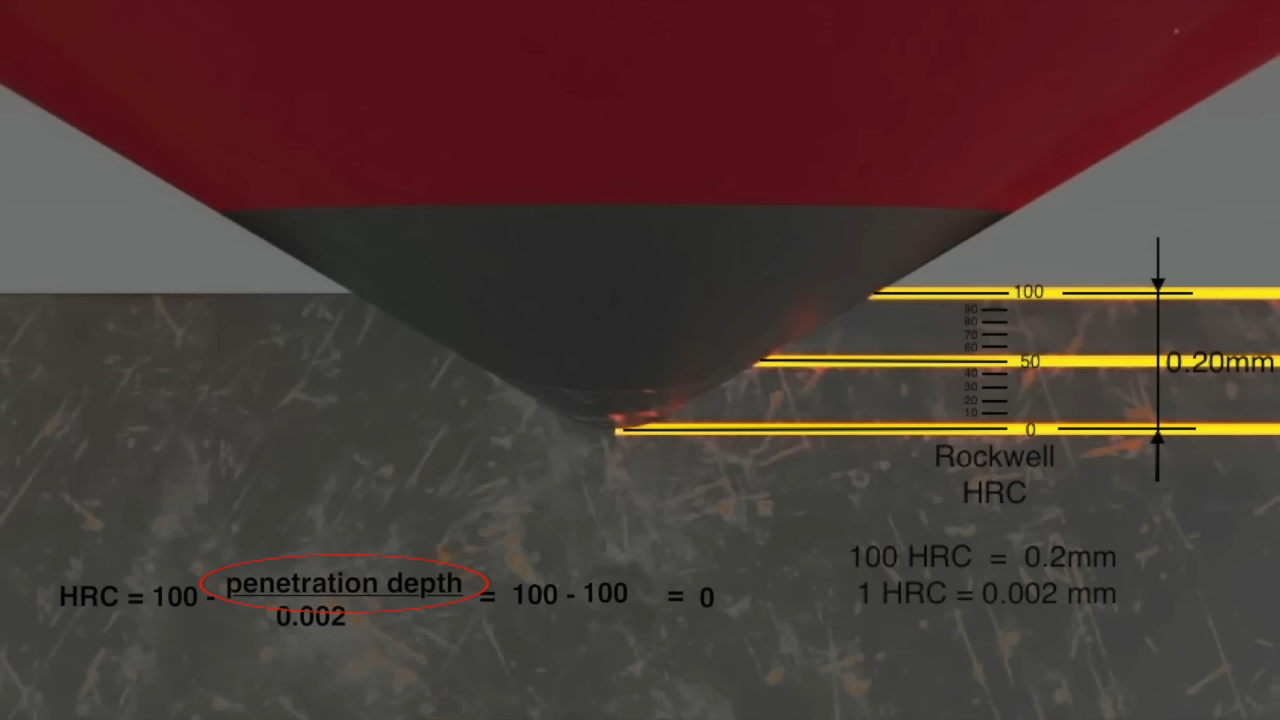 100
90
80
70
60
50
0.20mm
40
30
20
10
0
Rockwell
HRC
100 HRC = 0.2mm
1 HRC = 0.002 mm
HRC = 100 - penetration depth = 100 - 100 = 0
0.002